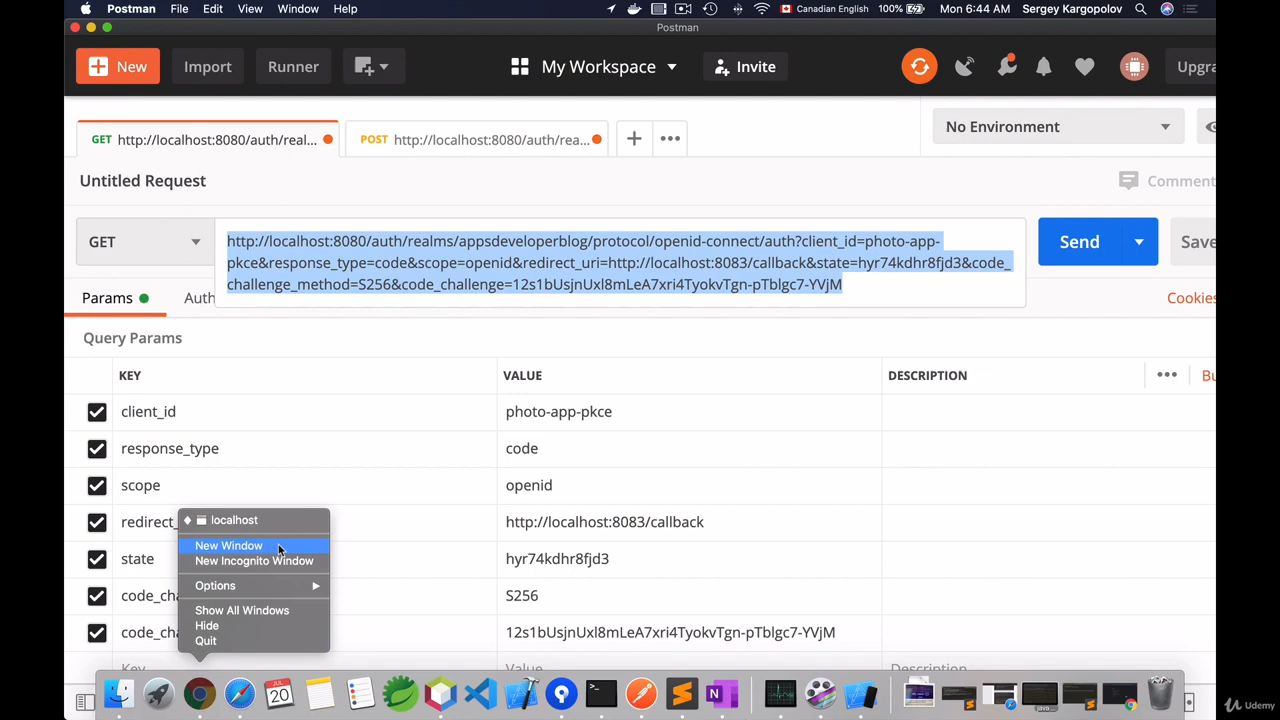 Postman File Edit View Window Help Canadian English 100% Mon 6:44 AM Sergey Kargopolov
Postman
New Import Runner My Workspace Invite Upgra
GET http://localhost:8080/auth/real... POST http://localhost:8080/auth/rea... No Environment
Untitled Request Comment
GET http://localhost:8080/auth/realms/appsdeveloperblog/protocol/openid-connect/auth?client_id=photo-app-
pkce&response_type=code&scope=openid&redirect_uri=http://localhost:8083/callback&state=hyr74kdhr8fjd3&code_
challenge_method=S256&code_challenge=12s1bUsjnUxl8mLeA7xri4TyokvTgn-pTblgc7-YVjM
Send Save
Params Auth Cookies
Query Params
KEY VALUE DESCRIPTION Bu
client_id photo-app-pkce
response_type code
scope openid
redirect_ http://localhost:8083/callback
state hyr74kdhr8fjd3
code_cha S256
code_cha 12s1bUsjnUxl8mLeA7xri4TyokvTgn-pTblgc7-YVjM
Key Value Description
localhost
New Window
New Incognito Window
Options
Show All Windows
Hide
Quit
JUL
20
Udemy